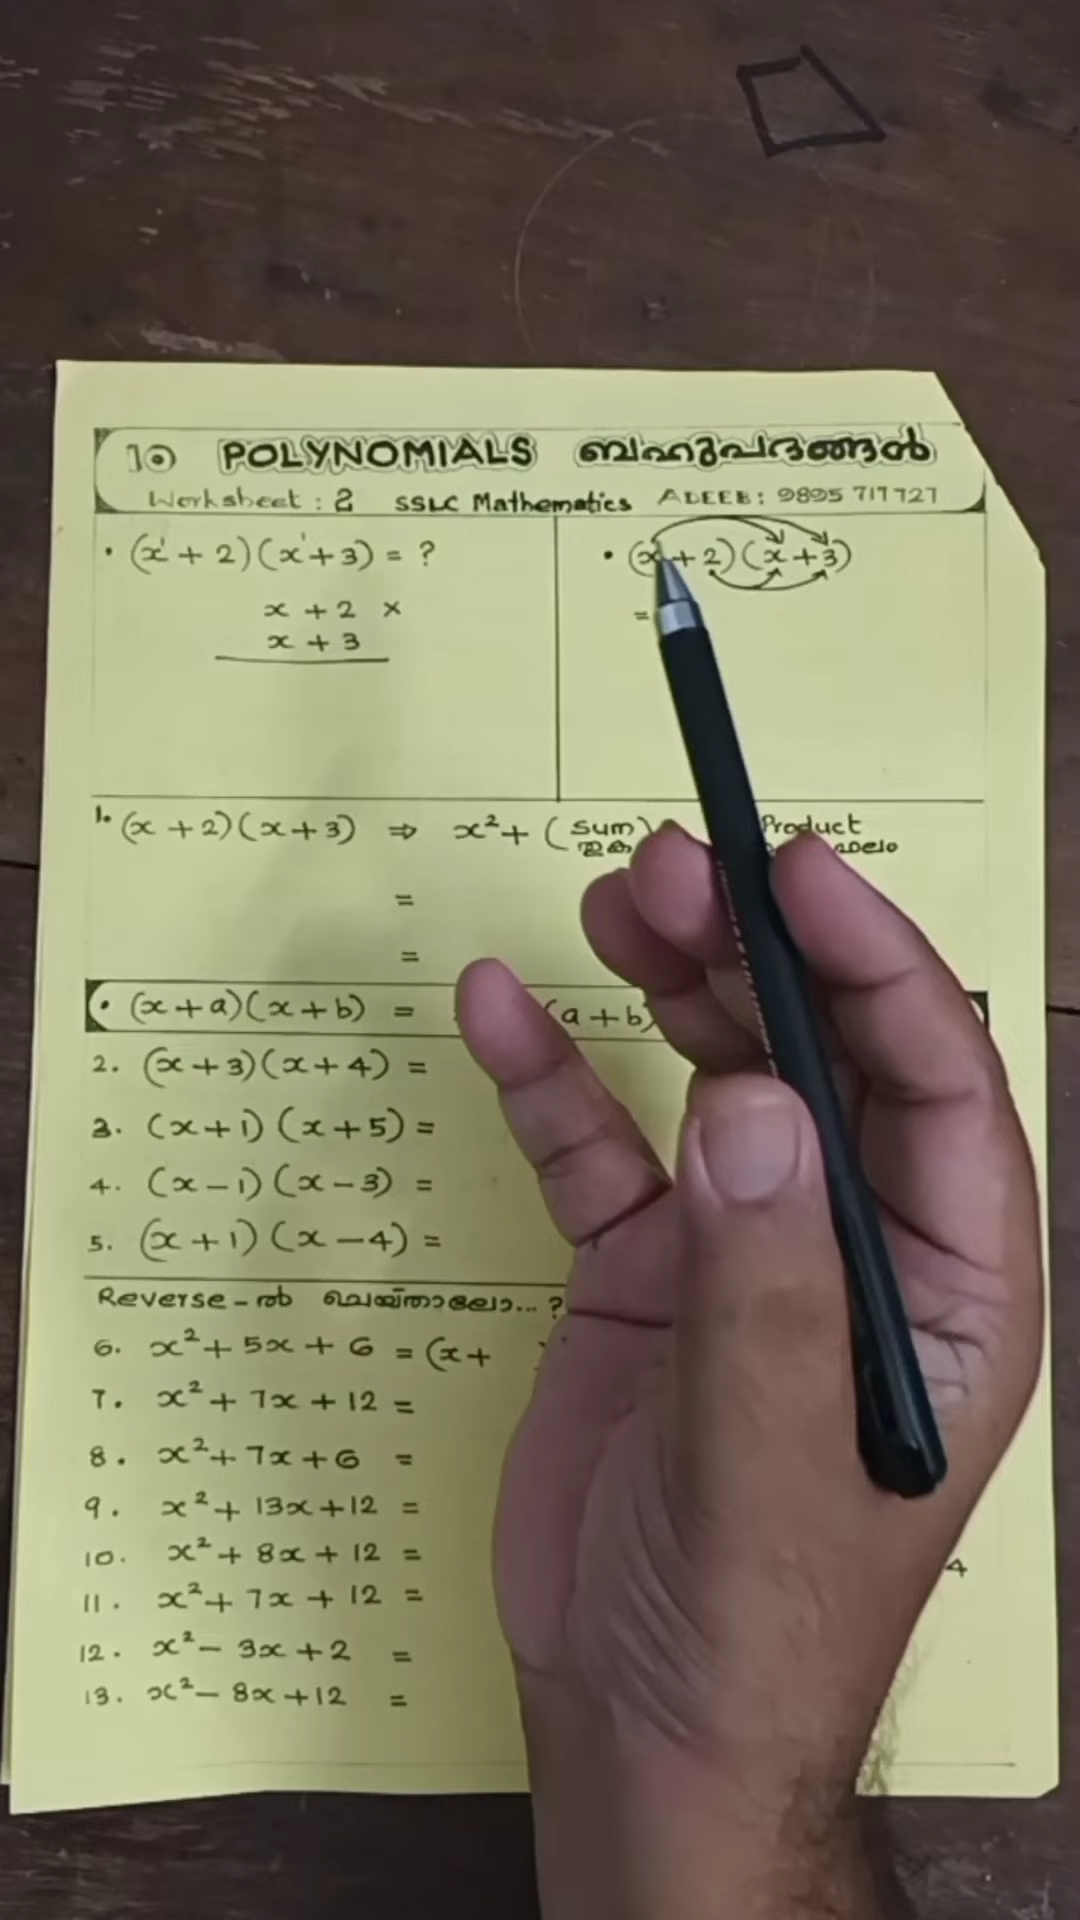 10 POLYNOMIALS ബഹുപദങ്ങൾ
Worksheet : 2 SSLC Mathematics ADEEB: 9895 717727
• (x¹ + 2)(x¹ + 3) = ?
x + 2 ×
x + 3
• (x + 2)(x + 3)
=
1. (x + 2)(x + 3) ⇒ x² + (Sum) Product
തുക
=
=
• (x + a)(x + b) = (a + b)
2. (x + 3)(x + 4) =
3. (x + 1) (x + 5) =
4. (x – 1) (x – 3) =
5. (x + 1) (x – 4) =
Reverse - ൽ ചെയ്താലോ... ?
6. x² + 5x + 6 = (x +
7. x² + 7x + 12 =
8. x² + 7x + 6 =
9. x² + 13x + 12 =
10. x² + 8x + 12 =
4
11. x² + 7x + 12 =
12. x² – 3x + 2 =
13. x² – 8x + 12 =